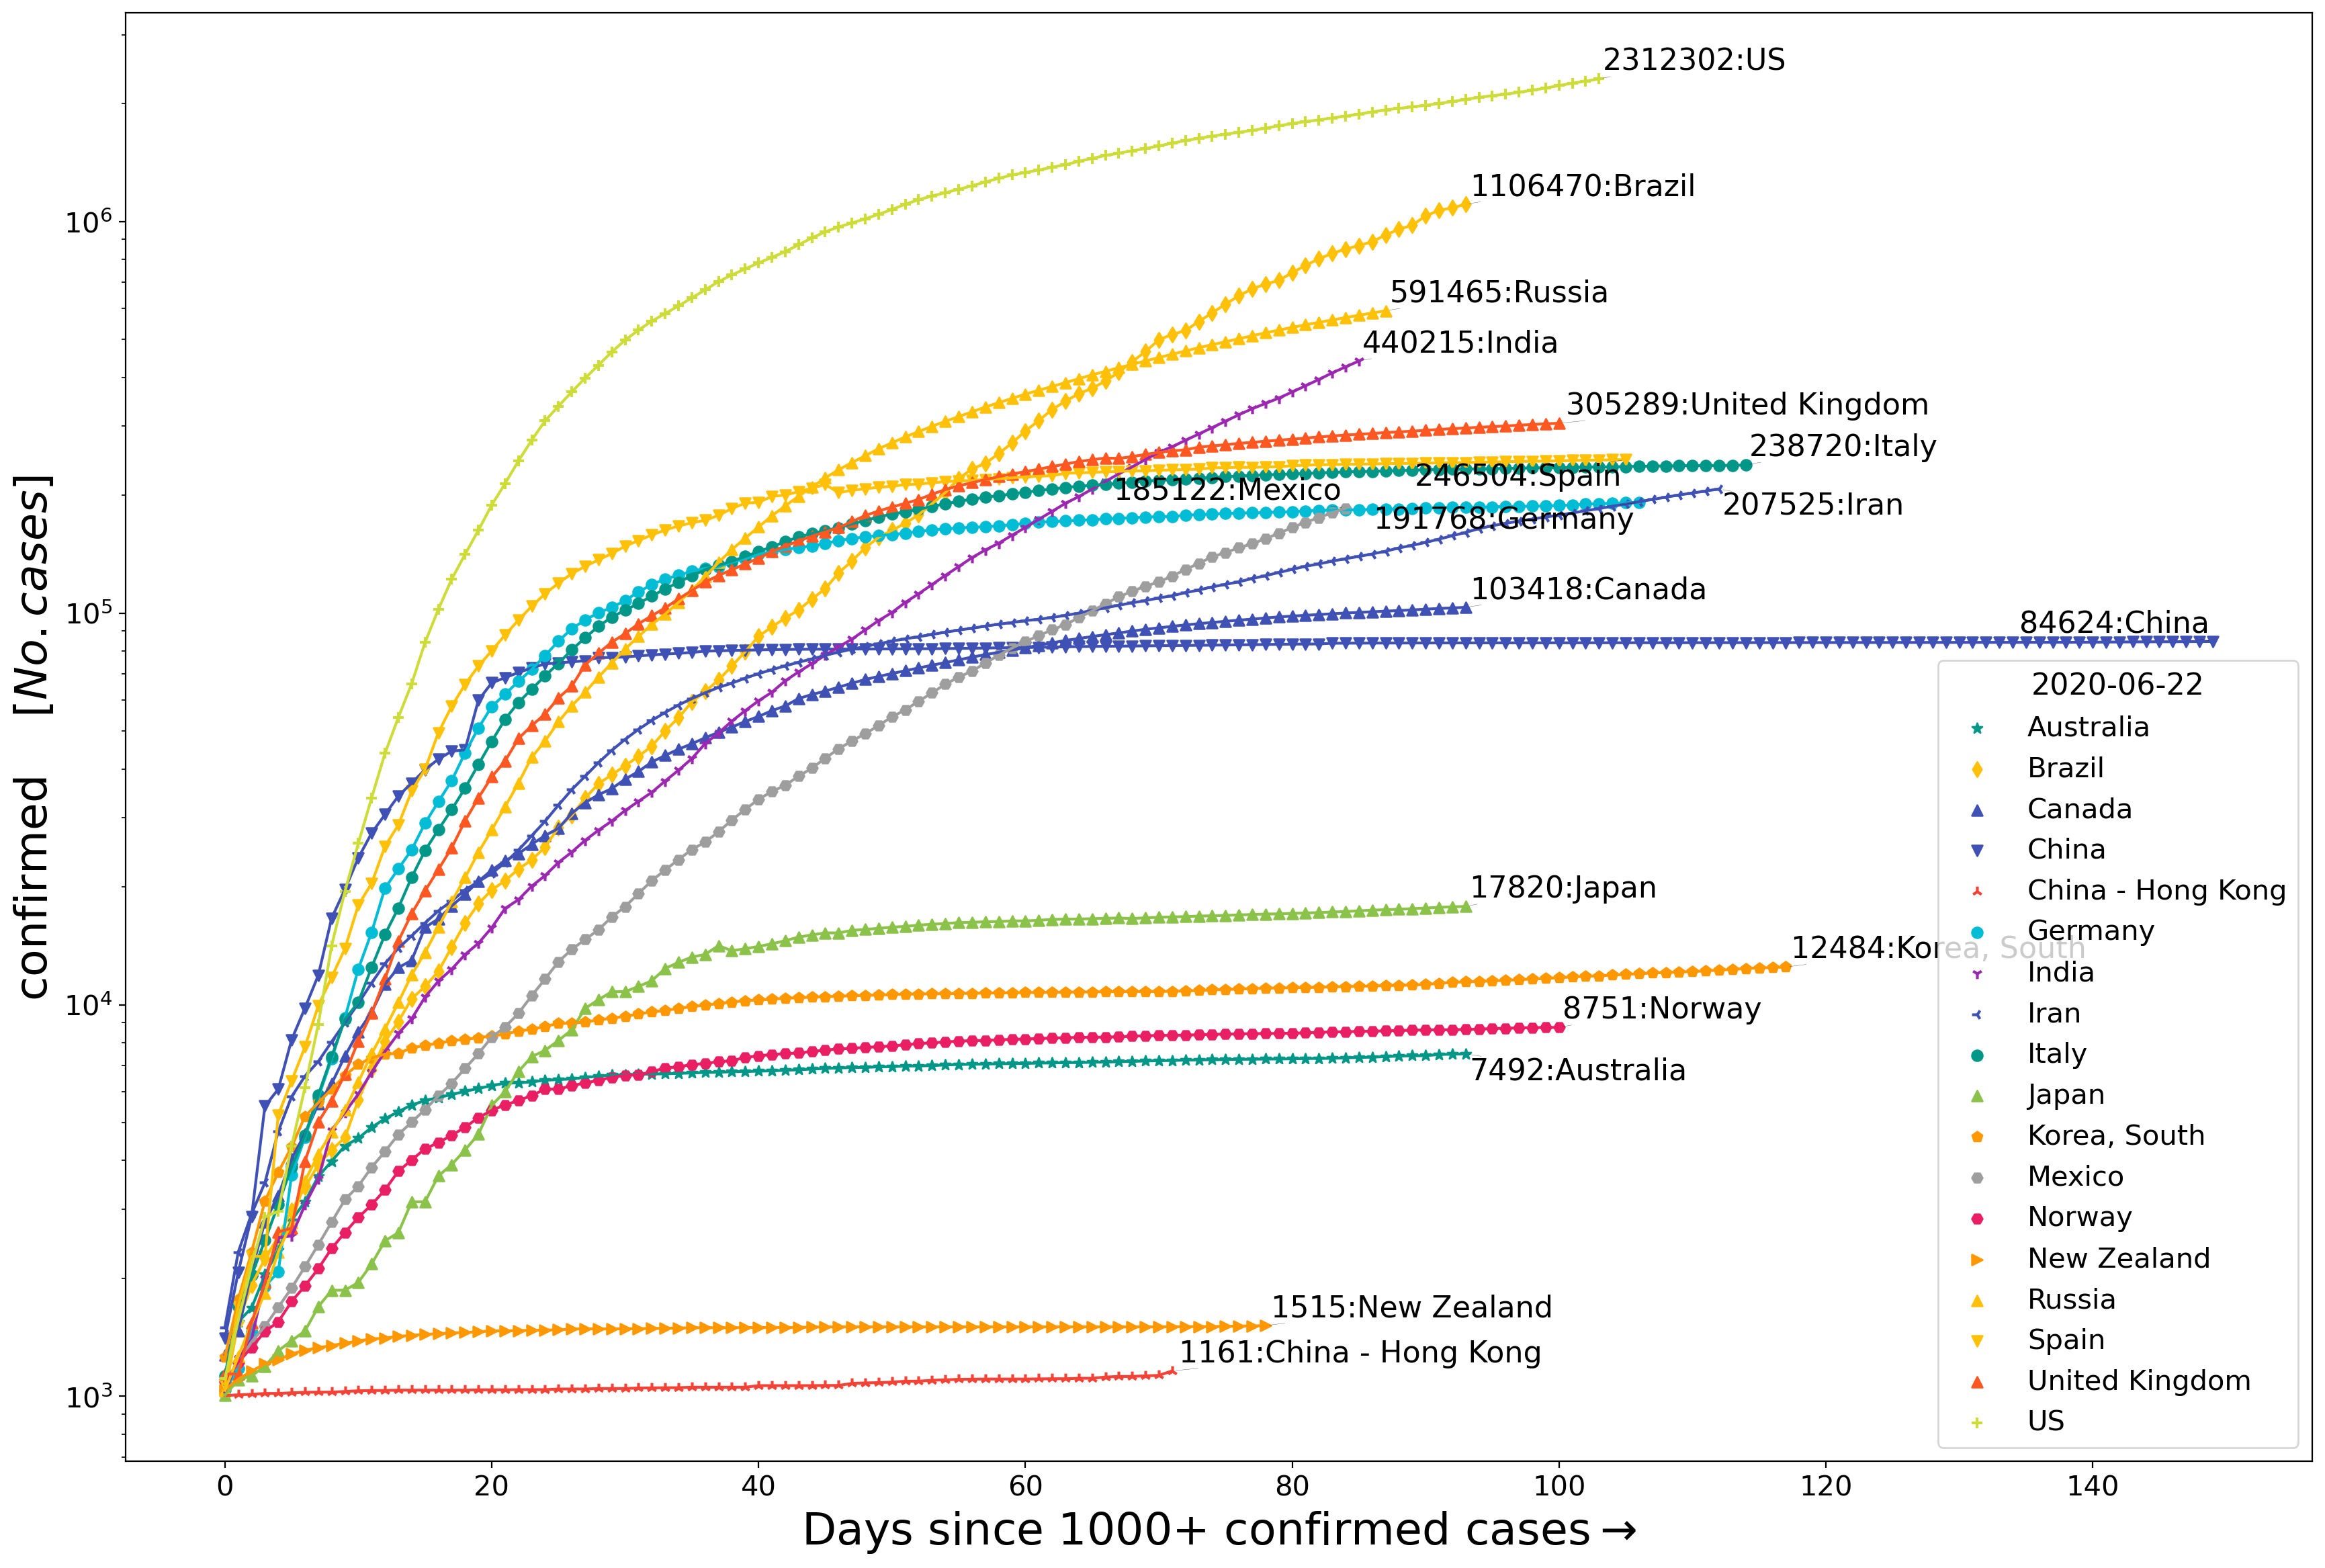 2312302:US
1106470:Brazil
591465:Russia
440215:India
305289:United Kingdom
238720:Italy
246504:Spain
185122:Mexico
207525:Iran
191768:Germany
103418:Canada
84624:China
17820:Japan
12484:Korea, South
8751:Norway
7492:Australia
1515:New Zealand
1161:China - Hong Kong
10^6
10^5
10^4
10^3
confirmed [No.cases]
0 20 40 60 80 100 120 140
Days since 1000+ confirmed cases→
2020-06-22
Australia
Brazil
Canada
China
China - Hong Kong
Germany
India
Iran
Italy
Japan
Korea, South
Mexico
Norway
New Zealand
Russia
Spain
United Kingdom
US